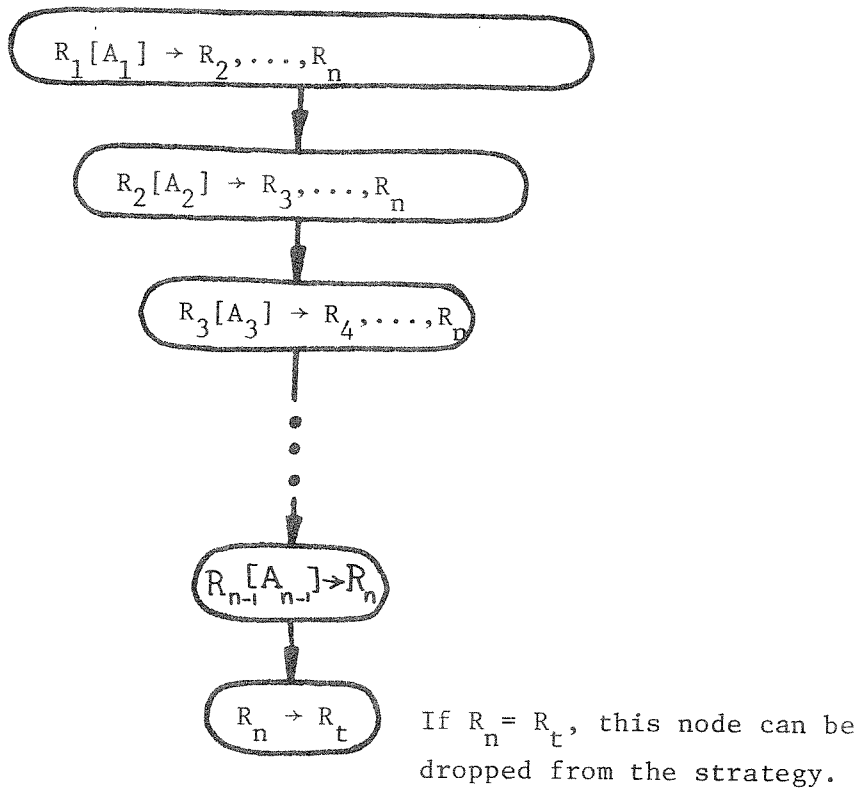 R₁[A₁] → R₂,...,Rₙ
R₂[A₂] → R₃,...,Rₙ
R₃[A₃] → R₄,...,Rₙ
Rₙ₋₁[Aₙ₋₁]→Rₙ
Rₙ → Rₜ
If Rₙ= Rₜ, this node can be
dropped from the strategy.